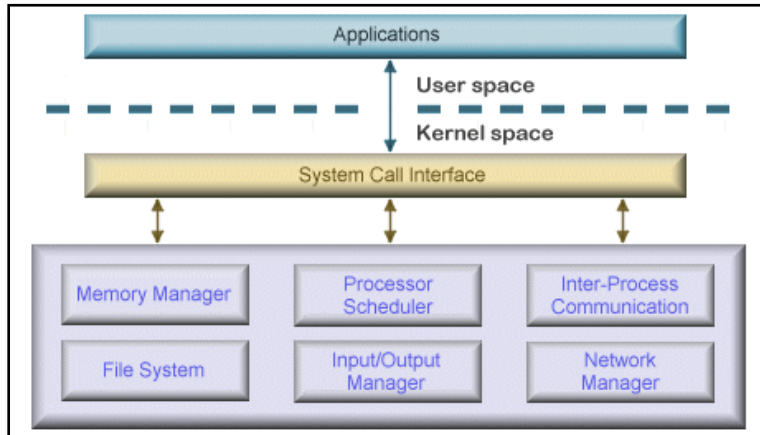 Applications
User space
Kernel space
System Call Interface
Memory Manager
Processor
Scheduler
Inter-Process
Communication
File System
Input/Output
Manager
Network
Manager